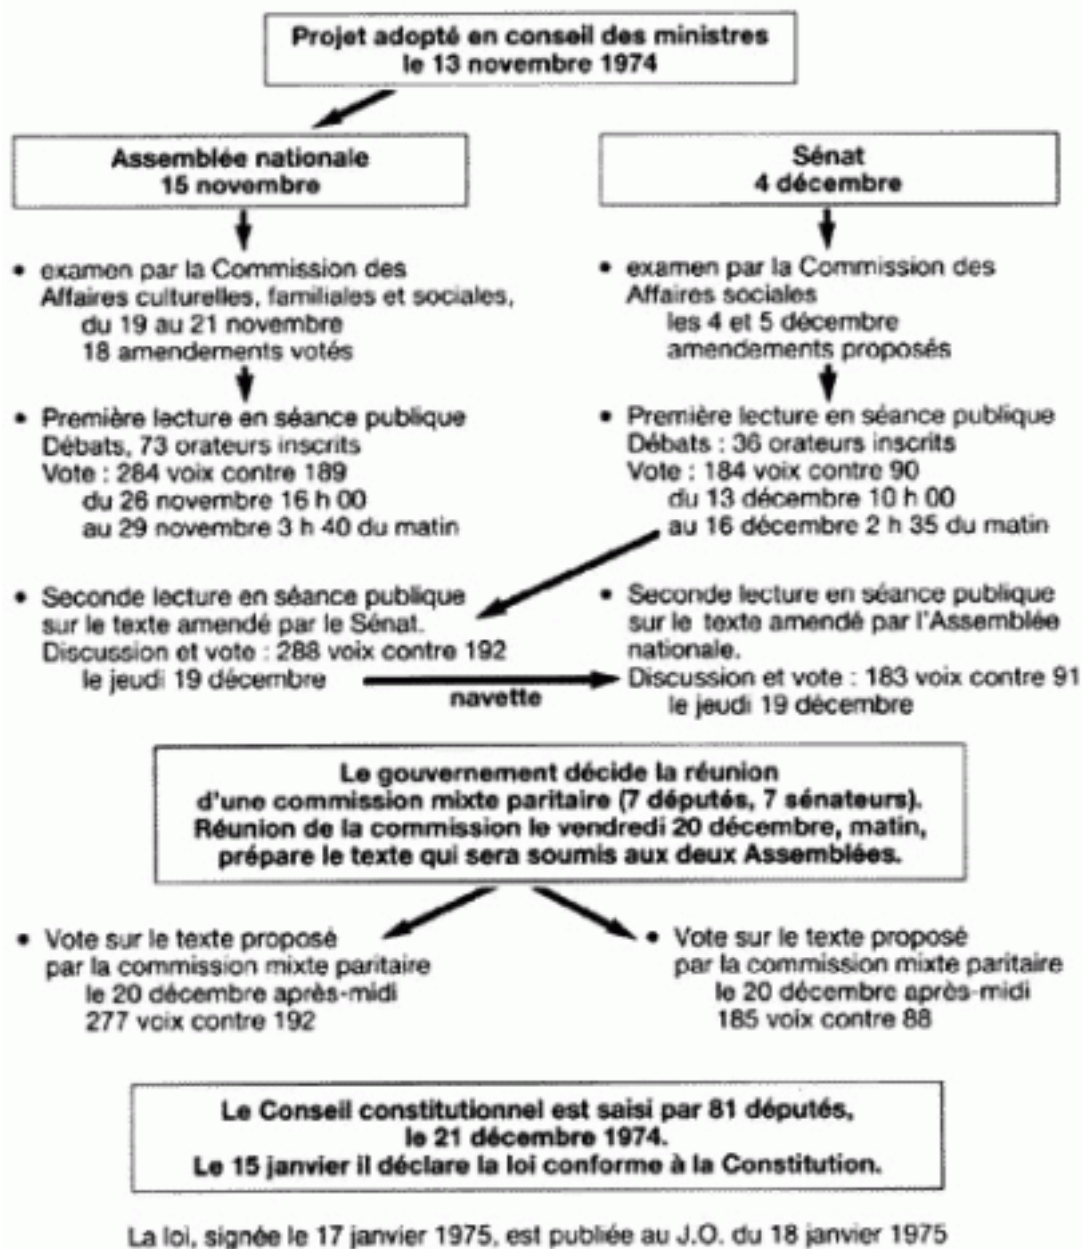 Projet adopté en conseil des ministres
le 13 novembre 1974
Assemblée nationale
15 novembre
• examen par la Commission des
Affaires culturelles, familiales et sociales,
du 19 au 21 novembre
18 amendements votés
• Première lecture en séance publique
Débats, 73 orateurs inscrits
Vote : 284 voix contre 189
du 26 novembre 16 h 00
au 29 novembre 3 h 40 du matin
Sénat
4 décembre
• examen par la Commission des
Affaires sociales
les 4 et 5 décembre
amendements proposés
• Première lecture en séance publique
Débats : 36 orateurs inscrits
Vote : 184 voix contre 90
du 13 décembre 10 h 00
au 16 décembre 2 h 35 du matin
• Seconde lecture en séance publique
sur le texte amendé par le Sénat.
Discussion et vote : 288 voix contre 192
le jeudi 19 décembre
navette
• Seconde lecture en séance publique
sur le texte amendé par l'Assemblée
nationale.
Discussion et vote : 183 voix contre 91
le jeudi 19 décembre
Le gouvernement décide la réunion
d'une commission mixte paritaire (7 députés, 7 sénateurs).
Réunion de la commission le vendredi 20 décembre, matin,
prépare le texte qui sera soumis aux deux Assemblées.
• Vote sur le texte proposé
par la commission mixte paritaire
le 20 décembre après-midi
277 voix contre 192
• Vote sur le texte proposé
par la commission mixte paritaire
le 20 décembre après-midi
185 voix contre 88
Le Conseil constitutionnel est saisi par 81 députés,
le 21 décembre 1974.
Le 15 janvier il déclare la loi conforme à la Constitution.
La loi, signée le 17 janvier 1975, est publiée au J.O. du 18 janvier 1975